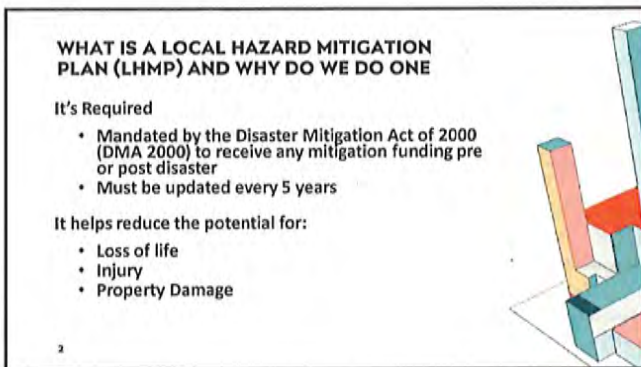 WHAT IS A LOCAL HAZARD MITIGATION
PLAN (LHMP) AND WHY DO WE DO ONE
It's Required
• Mandated by the Disaster Mitigation Act of 2000
(DMA 2000) to receive any mitigation funding pre
or post disaster
• Must be updated every 5 years
It helps reduce the potential for:
• Loss of life
• Injury
• Property Damage
2